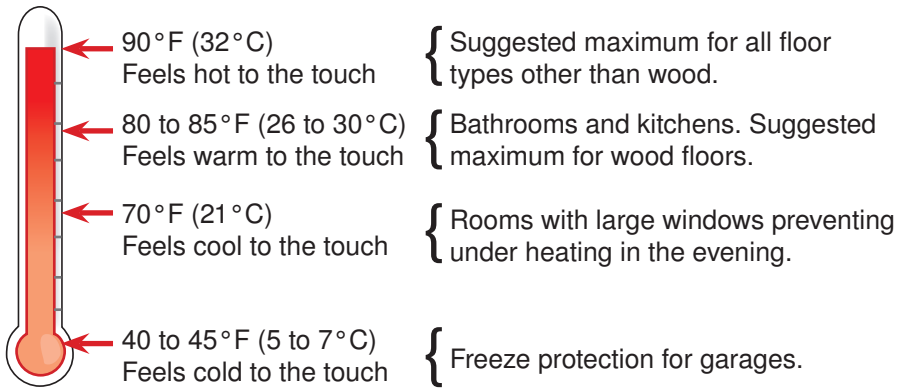 90°F (32°C)
Feels hot to the touch
{ Suggested maximum for all floor
types other than wood.
80 to 85°F (26 to 30°C)
Feels warm to the touch
{ Bathrooms and kitchens. Suggested
maximum for wood floors.
70°F (21°C)
Feels cool to the touch
{ Rooms with large windows preventing
under heating in the evening.
40 to 45°F (5 to 7°C)
Feels cold to the touch
{ Freeze protection for garages.